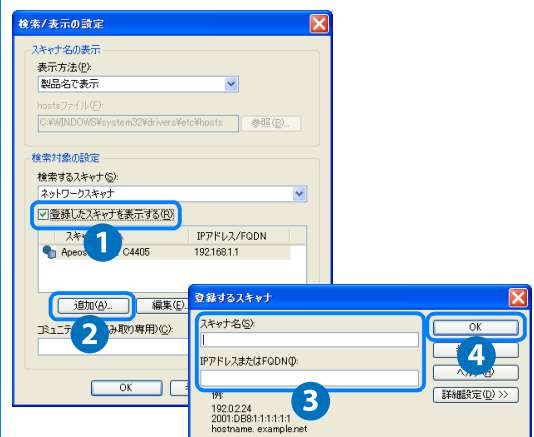 検索/表示の設定
スキャナ名の表示
表示方法(P):
製品名で表示
hostsファイル(F):
C:¥WINDOWS¥system32¥drivers¥etc¥hosts
参照(B)...
検索対象の設定
検索するスキャナ(S):
ネットワークスキャナ
登録したスキャナを表示する(R)
1
IPアドレス/FQDN
C4405
192.168.1.1
追加(A)...
編集(E)
2
み取り専用)(C):
OK
登録するスキャナ
スキャナ名(S):
IPアドレスまたはFQDN(I):
3
例:
192.0.2.24
2001:DB8:1:1:1:1:1:1
hostname. example.net
OK
4
詳細設定(D) >>